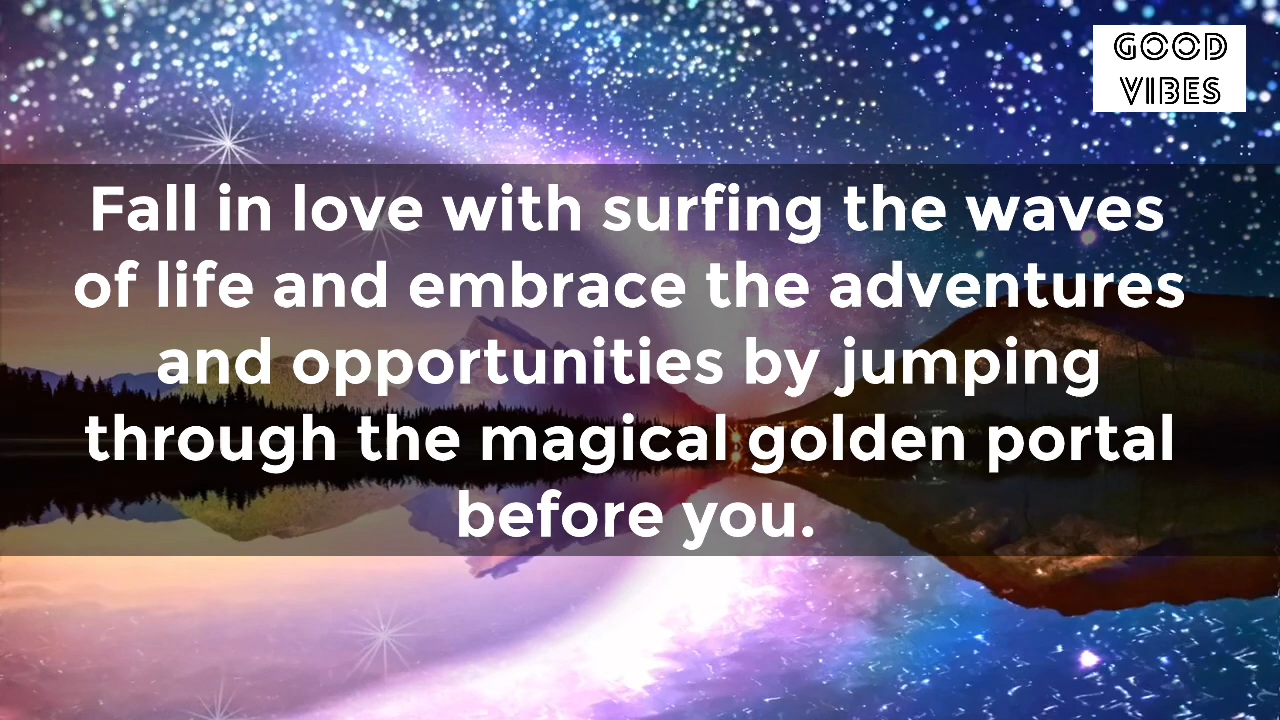 GOOD
VIBES
Fall in love with surfing the waves
of life and embrace the adventures
and opportunities by jumping
through the magical golden portal
before you.